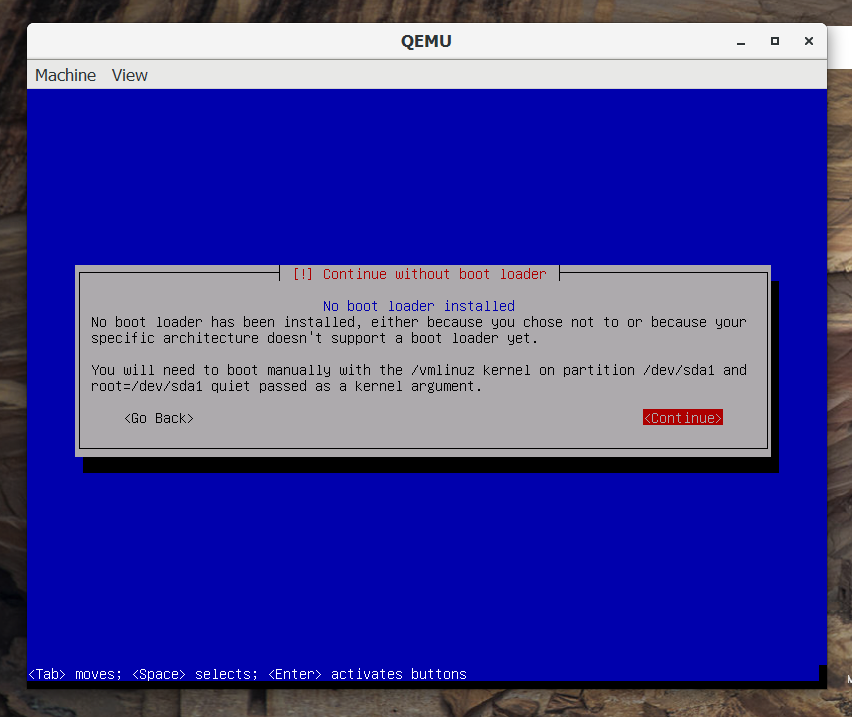 QEMU
Machine View
[!] Continue without boot loader
No boot loader installed
No boot loader has been installed, either because you chose not to or because your
specific architecture doesn't support a boot loader yet.
You will need to boot manually with the /vmlinuz kernel on partition /dev/sda1 and
root=/dev/sda1 quiet passed as a kernel argument.
<Go Back> <Continue>
<Tab> moves; <Space> selects; <Enter> activates buttons